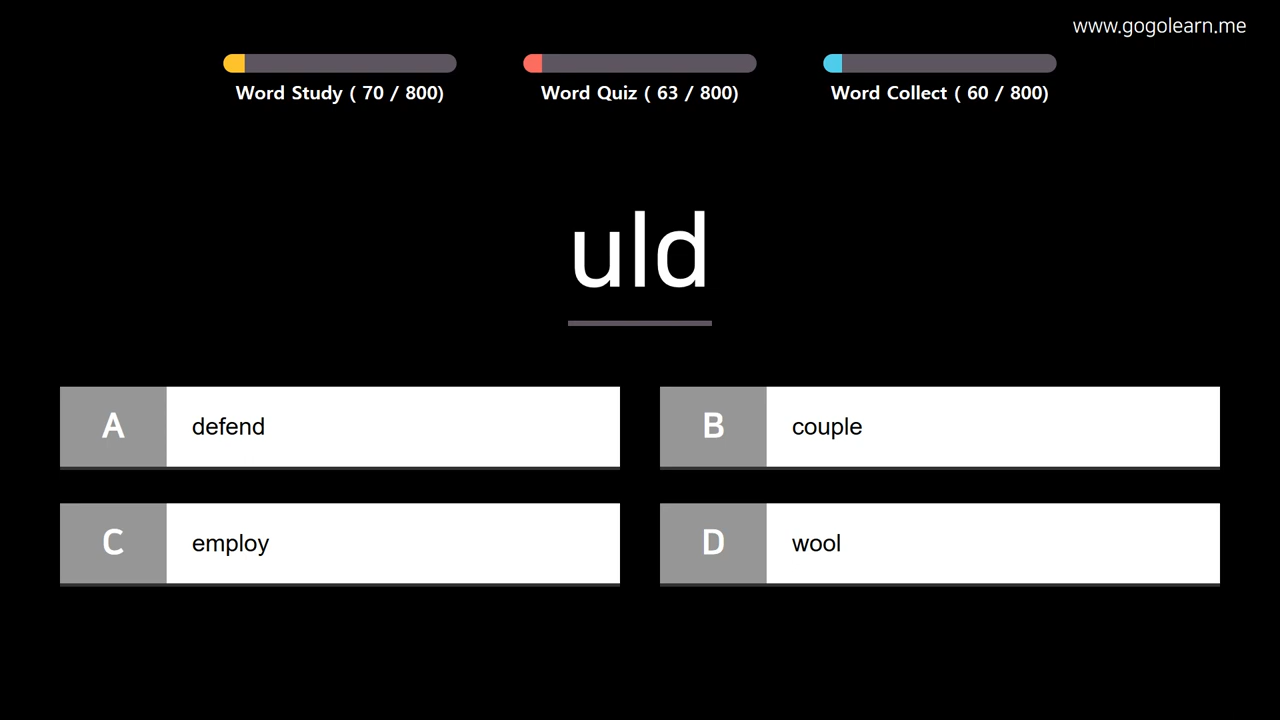 www.gogolearn.me
Word Study ( 70 / 800)
Word Quiz ( 63 / 800)
Word Collect ( 60 / 800)
uld
A defend
B couple
C employ
D wool